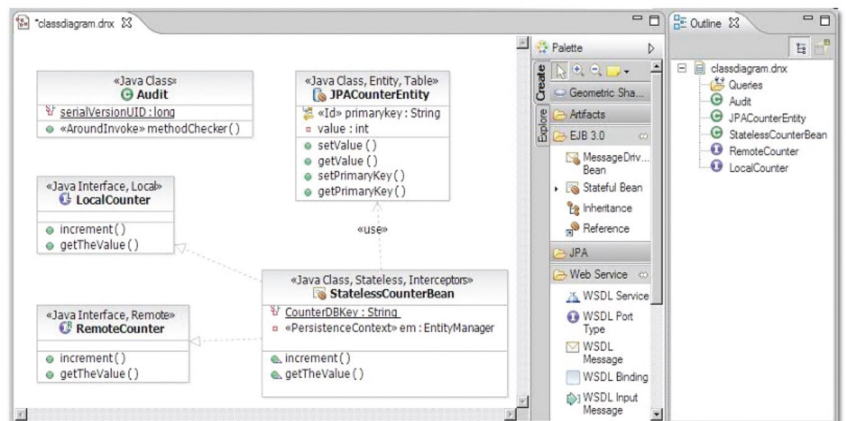 *classdiagram.dnx
«Java Class»
Audit
serialVersionUID : long
«AroundInvoke» methodChecker ( )
«Java Class, Entity, Table»
JPACounterEntity
«Id» primarykey : String
value : int
setValue ( )
getValue ( )
setPrimaryKey ( )
getPrimaryKey ( )
«Java Interface, Local»
LocalCounter
increment ( )
getTheValue ( )
«use»
«Java Interface, Remote»
RemoteCounter
increment ( )
getTheValue ( )
«Java Class, Stateless, Interceptors»
StatelessCounterBean
CounterDBKey : String
«PersistenceContext» em : EntityManager
increment ( )
getTheValue ( )
Palette
Create
Explore
Geometric Sha...
Artifacts
EJB 3.0
MessageDriv...
Bean
Stateful Bean
Inheritance
Reference
JPA
Web Service
WSDL Service
WSDL Port
Type
WSDL
Message
WSDL Binding
WSDL Input
Message
Outline
classdiagram.dnx
Queries
Audit
JPACounterEntity
StatelessCounterBean
RemoteCounter
LocalCounter